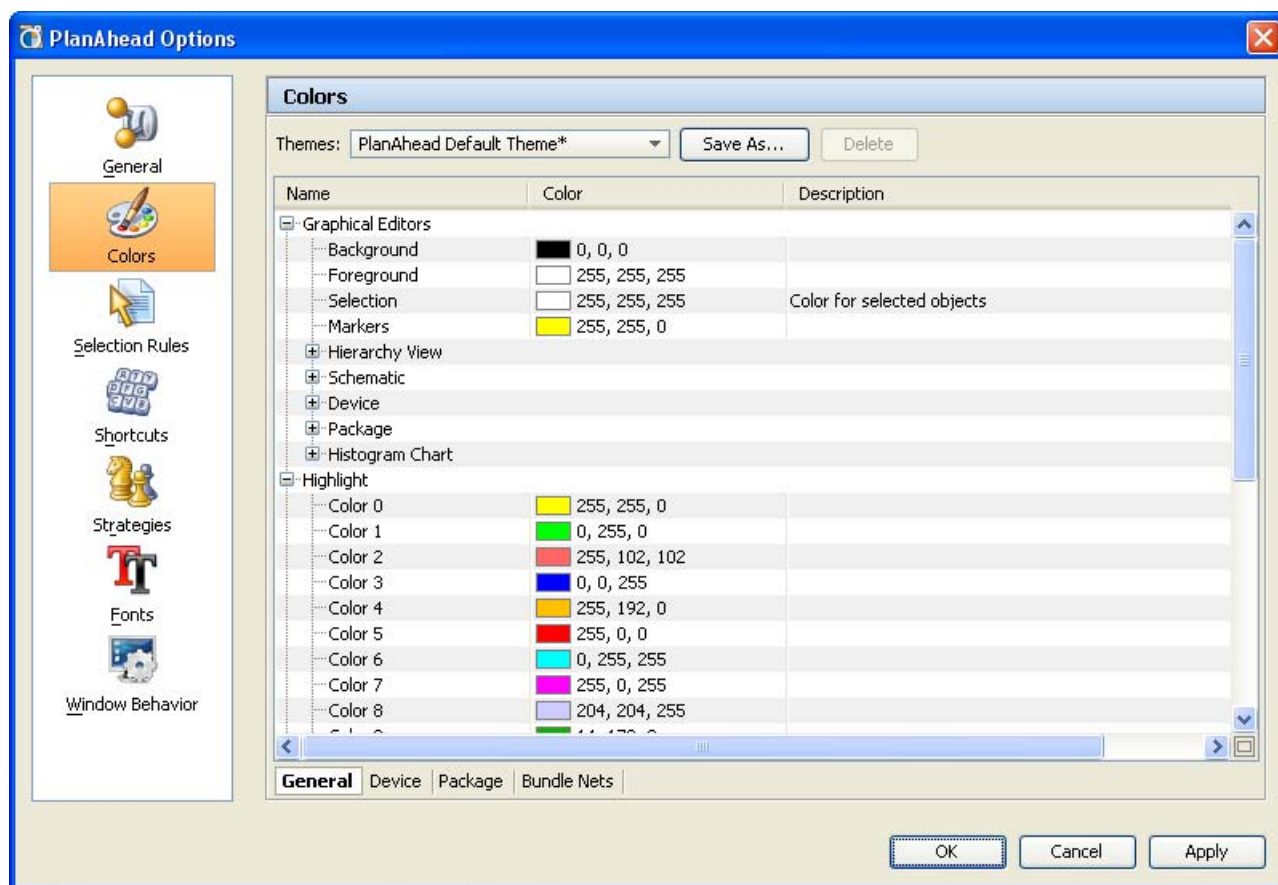 PlanAhead Options
General
Colors
Selection Rules
Shortcuts
Strategies
Fonts
Window Behavior
Colors
Themes: PlanAhead Default Theme* Save As... Delete
Name Color Description
Graphical Editors
Background 0, 0, 0
Foreground 255, 255, 255
Selection 255, 255, 255 Color for selected objects
Markers 255, 255, 0
Hierarchy View
Schematic
Device
Package
Histogram Chart
Highlight
Color 0 255, 255, 0
Color 1 0, 255, 0
Color 2 255, 102, 102
Color 3 0, 0, 255
Color 4 255, 192, 0
Color 5 255, 0, 0
Color 6 0, 255, 255
Color 7 255, 0, 255
Color 8 204, 204, 255
General Device Package Bundle Nets
OK Cancel Apply